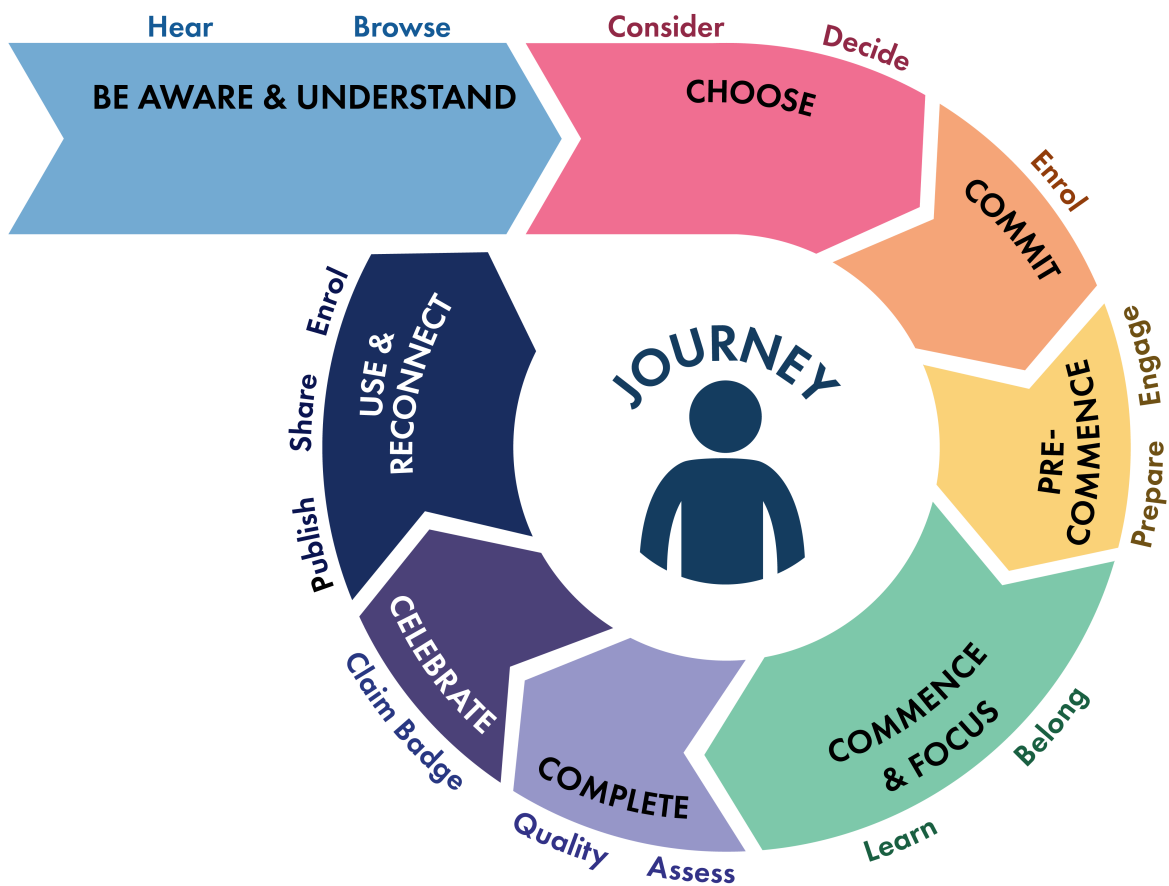 Hear
Browse
BE AWARE & UNDERSTAND
Consider
Decide
CHOOSE
Enrol
COMMIT
Engage
Prepare
PRE-
COMMENCE
Belong
Learn
COMMENCE
& FOCUS
Assess
Quality
COMPLETE
Claim Badge
CELEBRATE
Publish
Share
Enrol
USE &
RECONNECT
JOURNEY